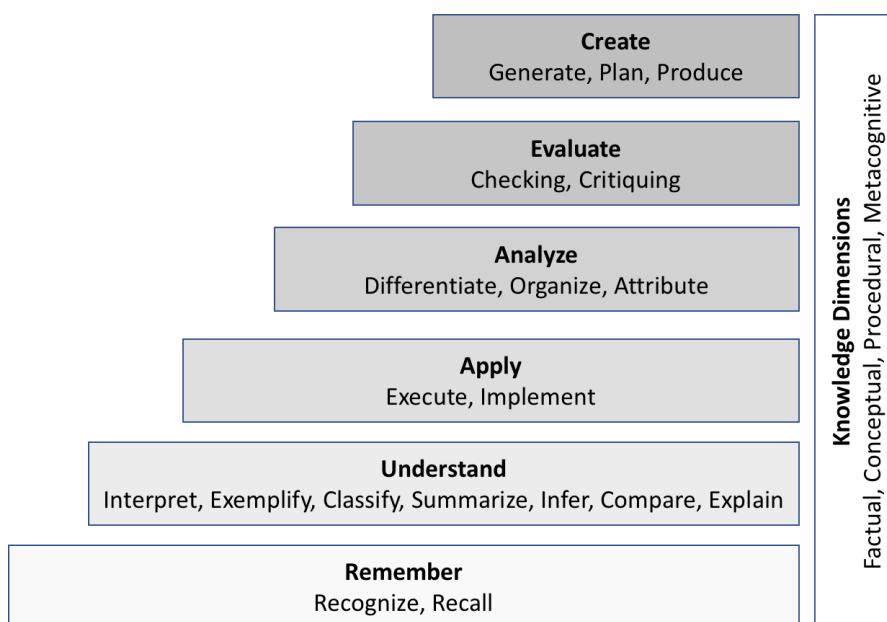 Create
Generate, Plan, Produce
Evaluate
Checking, Critiquing
Analyze
Differentiate, Organize, Attribute
Apply
Execute, Implement
Understand
Interpret, Exemplify, Classify, Summarize, Infer, Compare, Explain
Remember
Recognize, Recall
Knowledge Dimensions
Factual, Conceptual, Procedural, Metacognitive